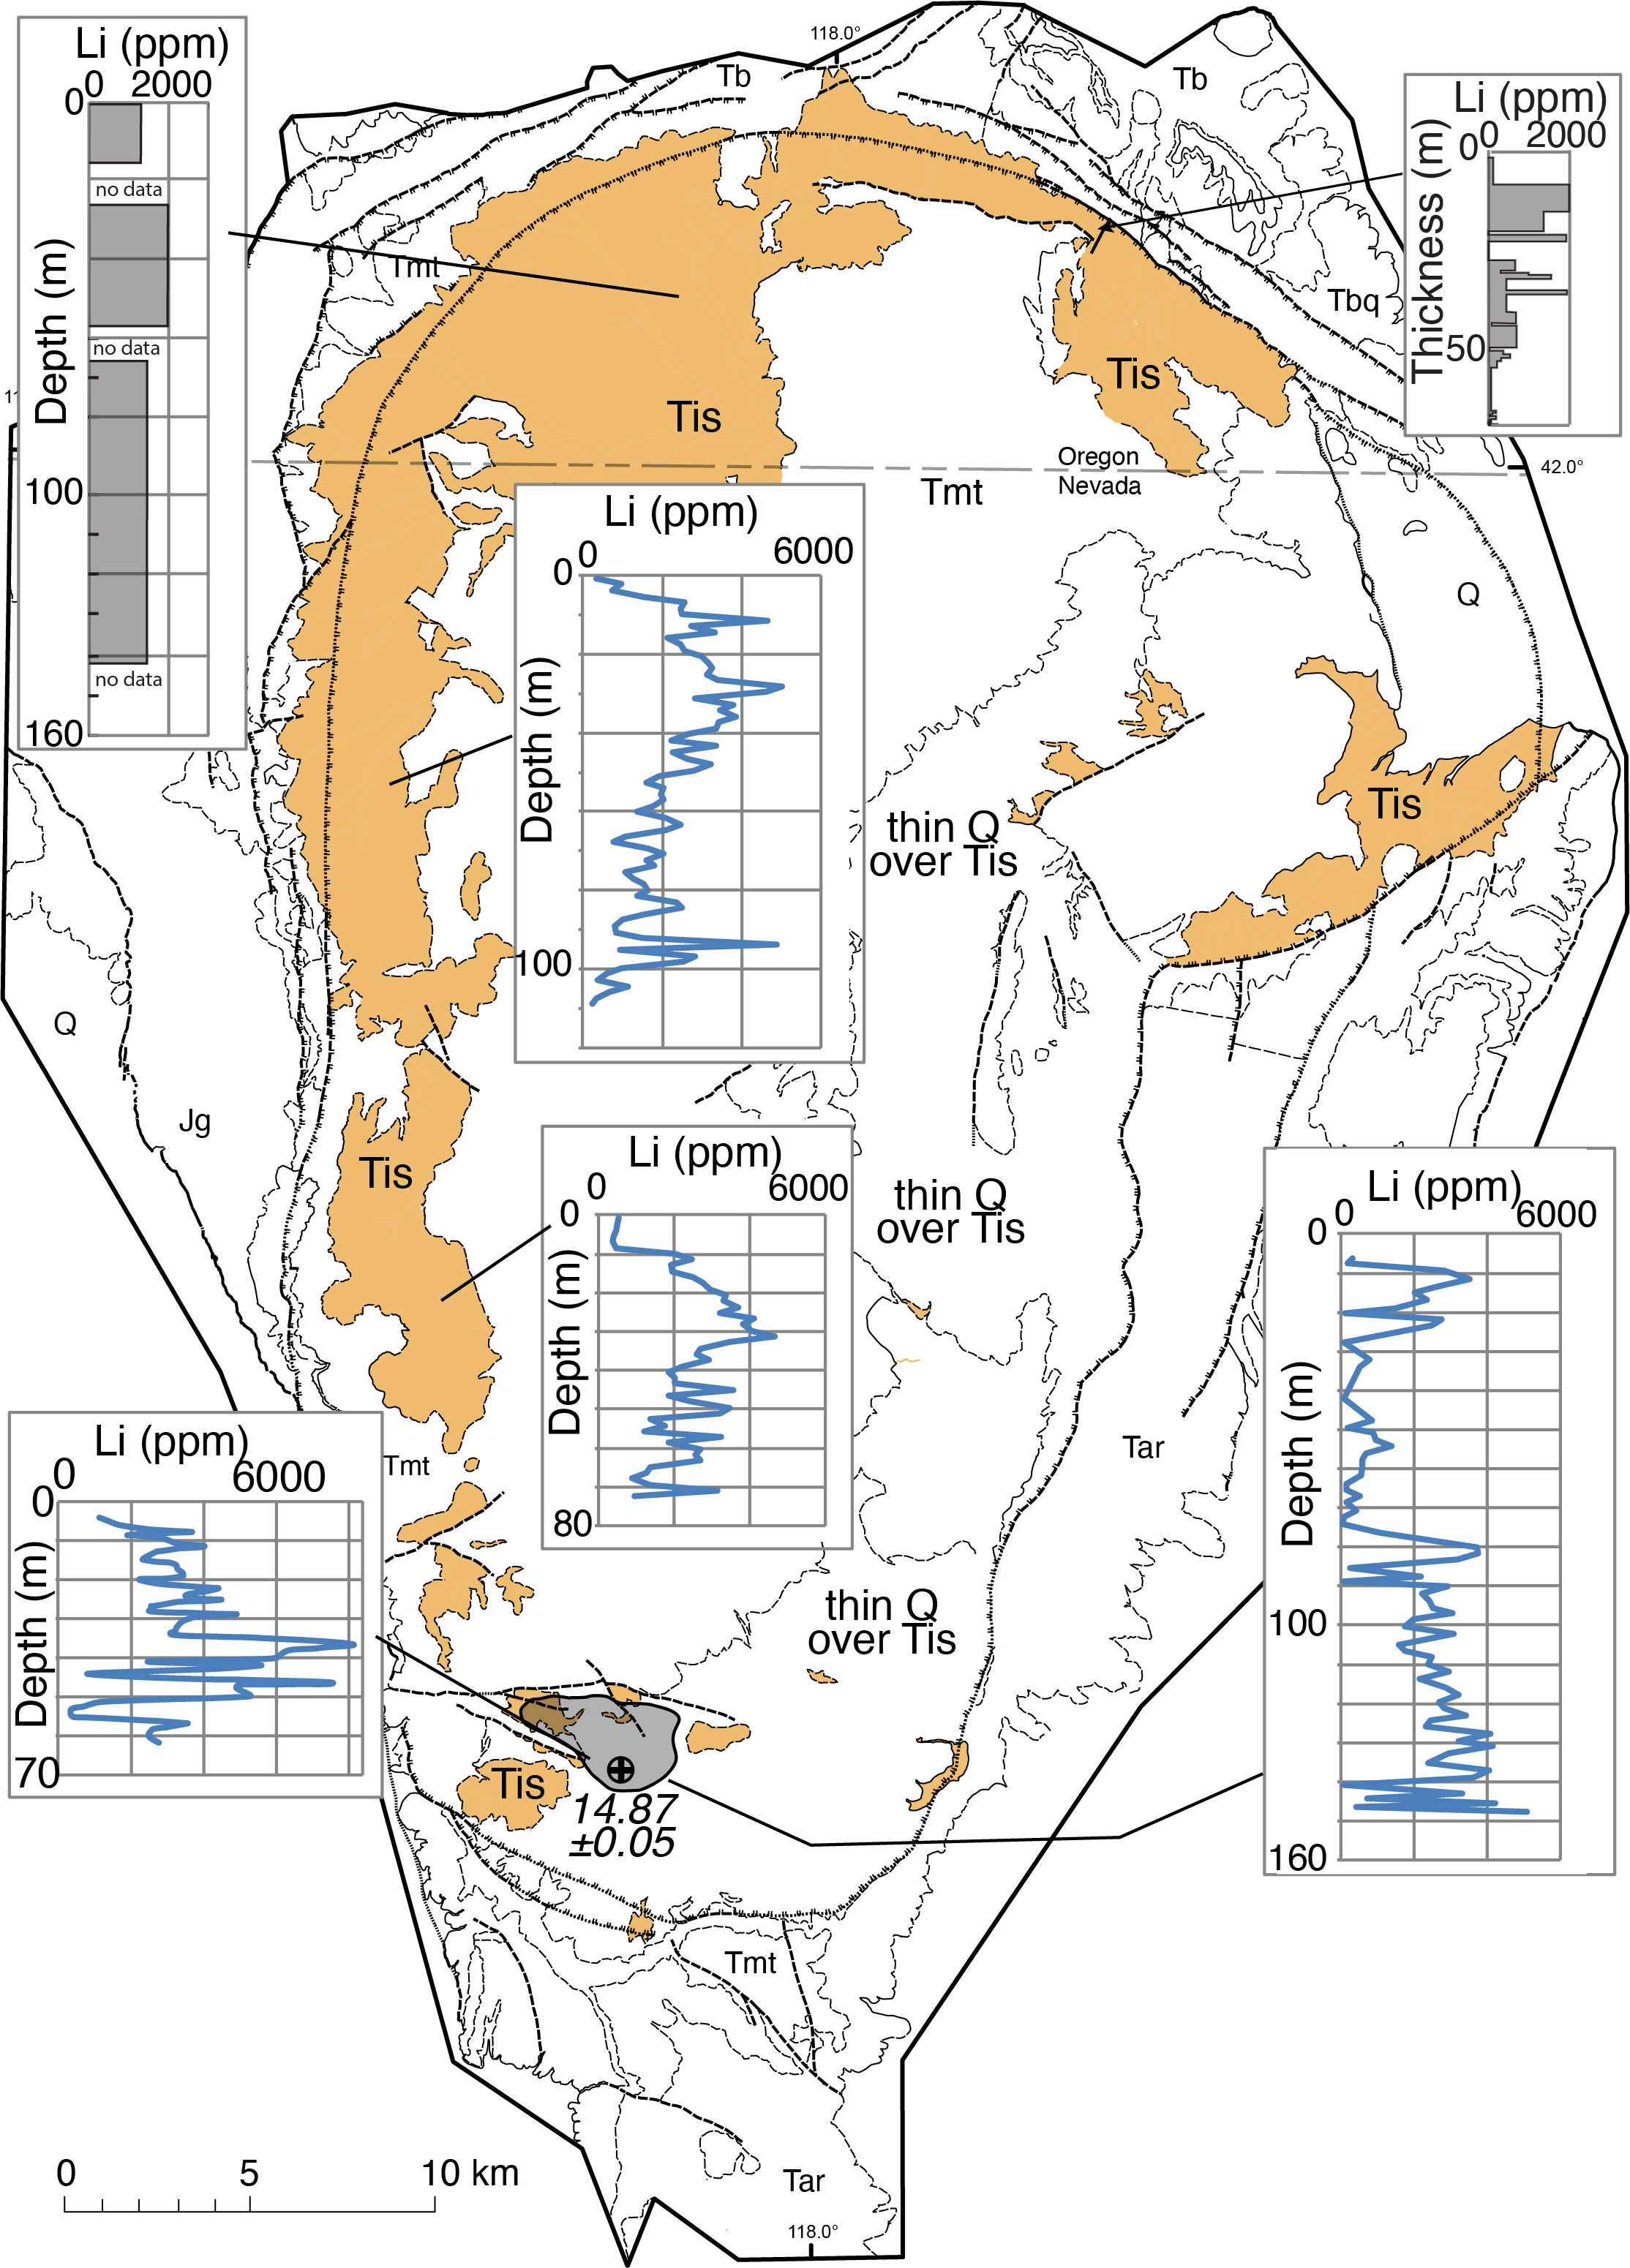 Li (ppm)
0 2000
0
no data
no data
100
no data
160
Depth (m)
118.0°
Tb
Tb
Li (ppm)
0 2000
0
50
Thickness (m)
Tmt
Tbq
Tis
Tis
11
Oregon
Nevada
42.0°
Tmt
Li (ppm)
0 6000
0
100
Depth (m)
Q
Tis
thin Q
over Tis
Q
Jg
Tis
Li (ppm)
0 6000
0
80
Depth (m)
thin Q
over Tis
Li (ppm)
0 6000
0
100
160
Depth (m)
Li (ppm)
0 6000
0
70
Depth (m)
Tmt
Tar
thin Q
over Tis
Tis
14.87
±0.05
Tmt
0 5 10 km
Tar
118.0°